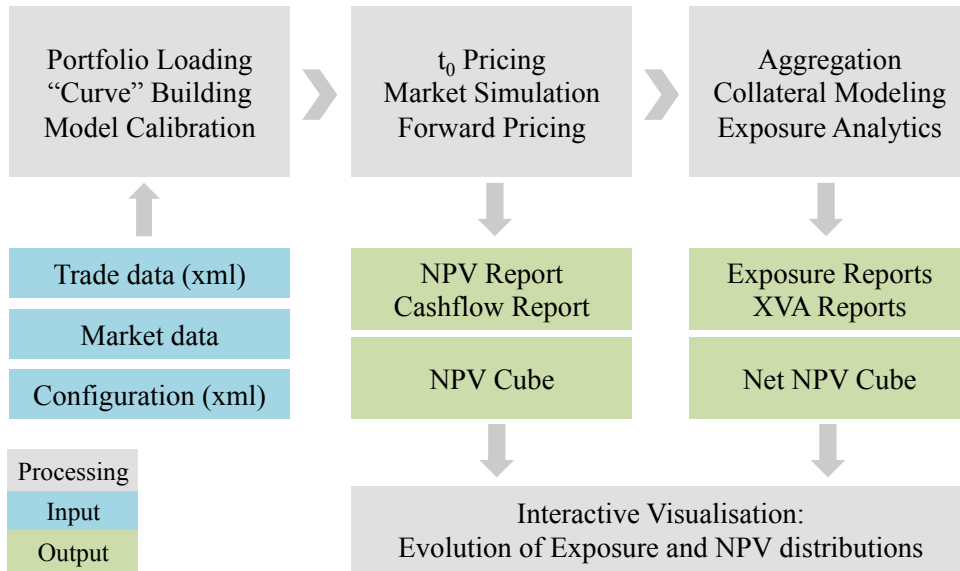 Portfolio Loading
“Curve” Building
Model Calibration
t₀ Pricing
Market Simulation
Forward Pricing
Aggregation
Collateral Modeling
Exposure Analytics
Trade data (xml)
Market data
Configuration (xml)
NPV Report
Cashflow Report
NPV Cube
Exposure Reports
XVA Reports
Net NPV Cube
Processing
Input
Output
Interactive Visualisation:
Evolution of Exposure and NPV distributions